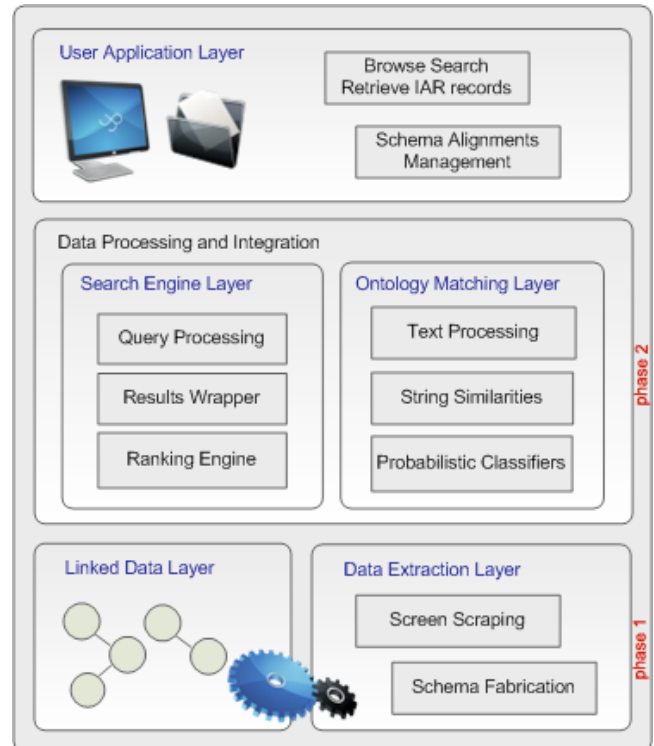 User Application Layer
Browse Search
Retrieve IAR records
Schema Alignments
Management
Data Processing and Integration
Search Engine Layer
Query Processing
Results Wrapper
Ranking Engine
Ontology Matching Layer
Text Processing
String Similarities
Probabilistic Classifiers
phase 2
Linked Data Layer
Data Extraction Layer
Screen Scraping
Schema Fabrication
phase 1